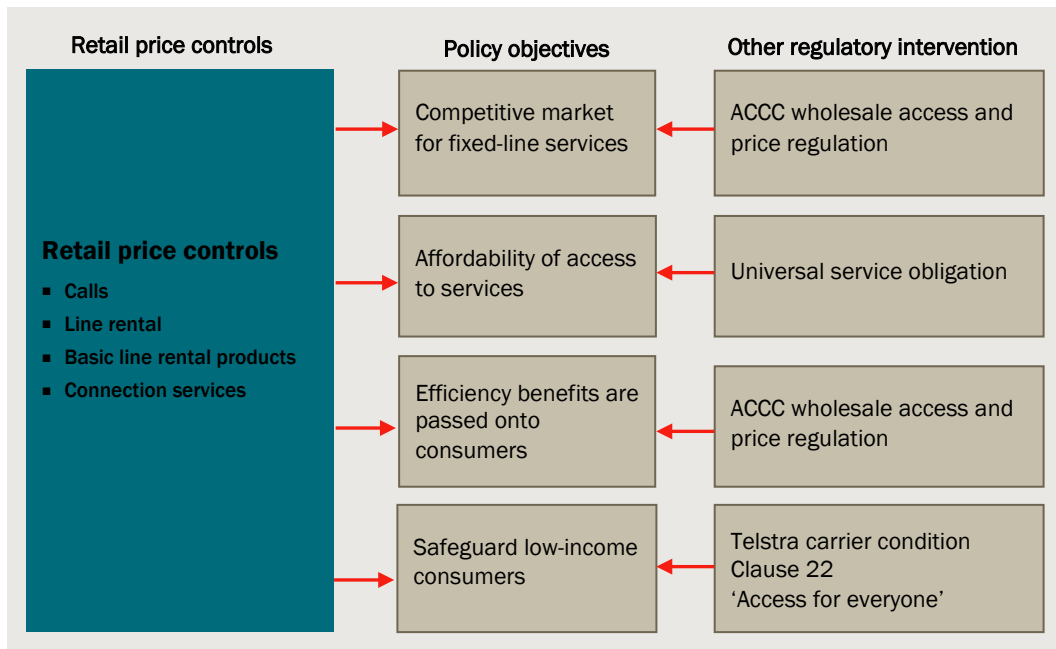 Retail price controls
Policy objectives
Other regulatory intervention
Retail price controls
▪ Calls
▪ Line rental
▪ Basic line rental products
▪ Connection services
Competitive market
for fixed-line services
ACCC wholesale access and
price regulation
Affordability of access
to services
Universal service obligation
Efficiency benefits are
passed onto
consumers
ACCC wholesale access and
price regulation
Safeguard low-income
consumers
Telstra carrier condition
Clause 22
‘Access for everyone’